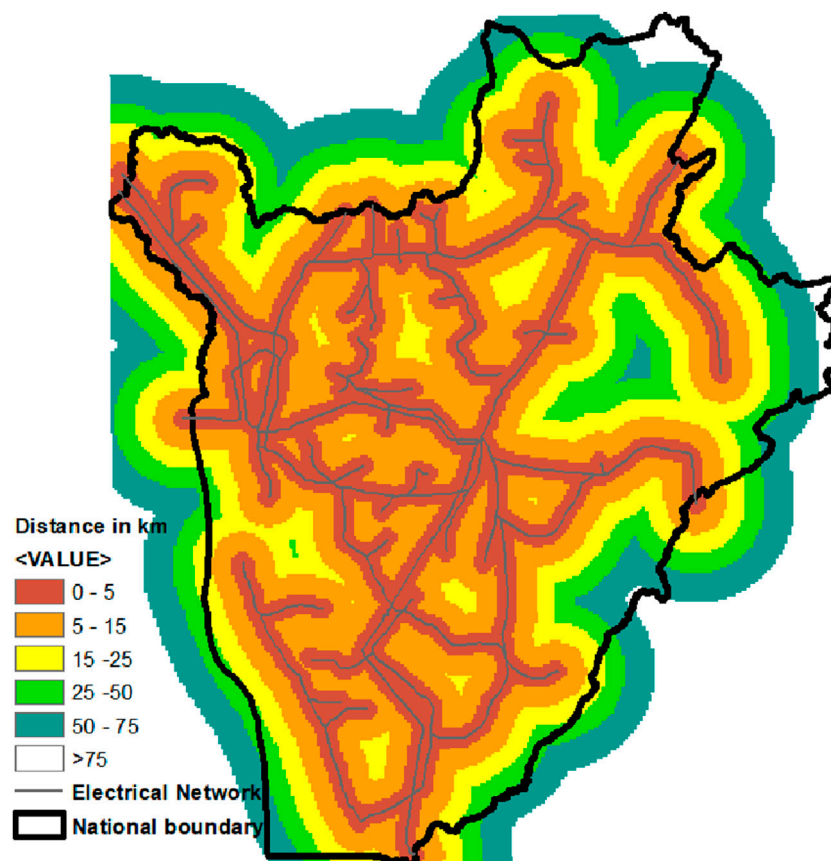 Distance in km
<VALUE>
0 - 5
5 - 15
15 -25
25 -50
50 - 75
>75
Electrical Network
National boundary